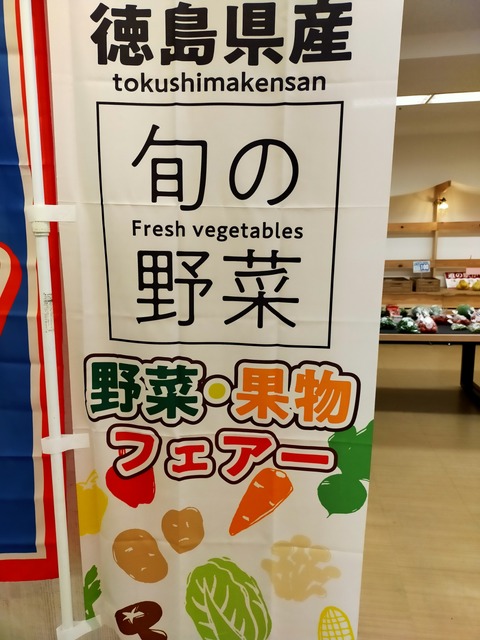 徳島県産
tokushimakensan
旬の
Fresh vegetables
野菜
野菜・果物
フェアー